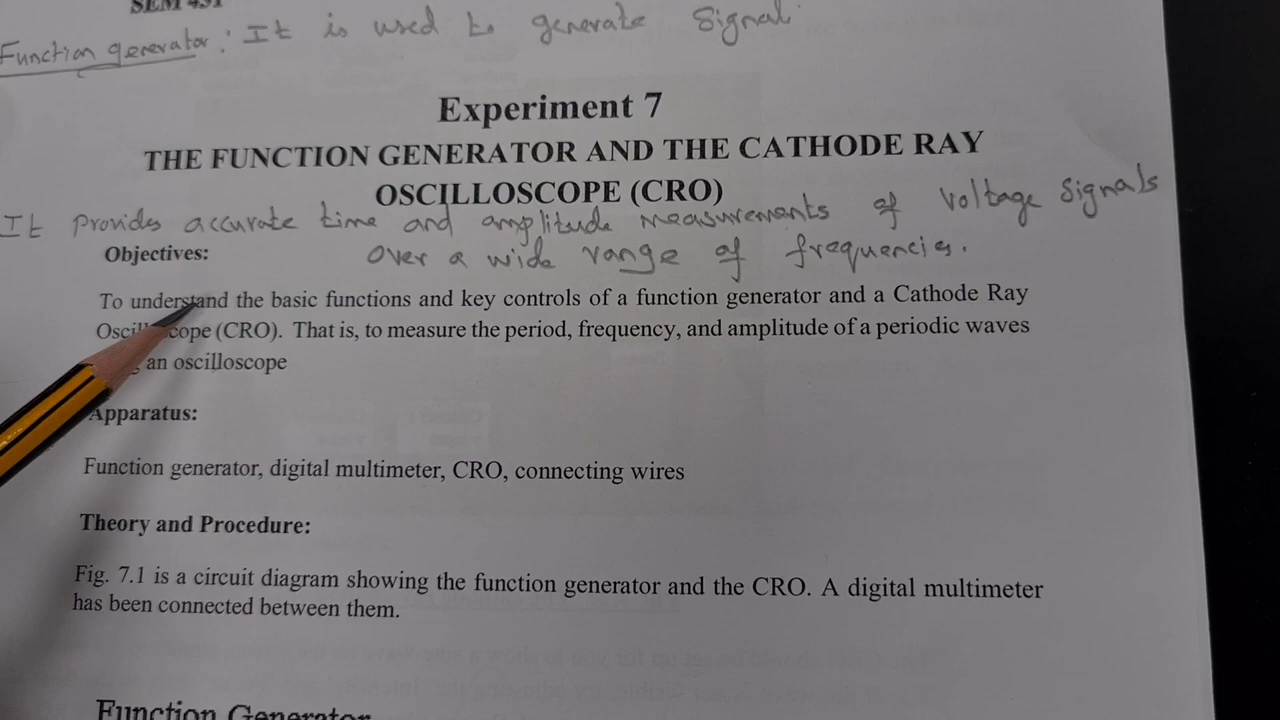 Function generator: It is used to generate Signal.
Experiment 7
THE FUNCTION GENERATOR AND THE CATHODE RAY
OSCILLOSCOPE (CRO)
It provides accurate time and amplitude measurements of voltage Signals
over a wide range of frequencies.
Objectives:
To understand the basic functions and key controls of a function generator and a Cathode Ray
(CRO). That is, to measure the period, frequency, and amplitude of a periodic waves
an oscilloscope
Apparatus:
Function generator, digital multimeter, CRO, connecting wires
Theory and Procedure:
Fig. 7.1 is a circuit diagram showing the function generator and the CRO. A digital multimeter
has been connected between them.
Function Generator